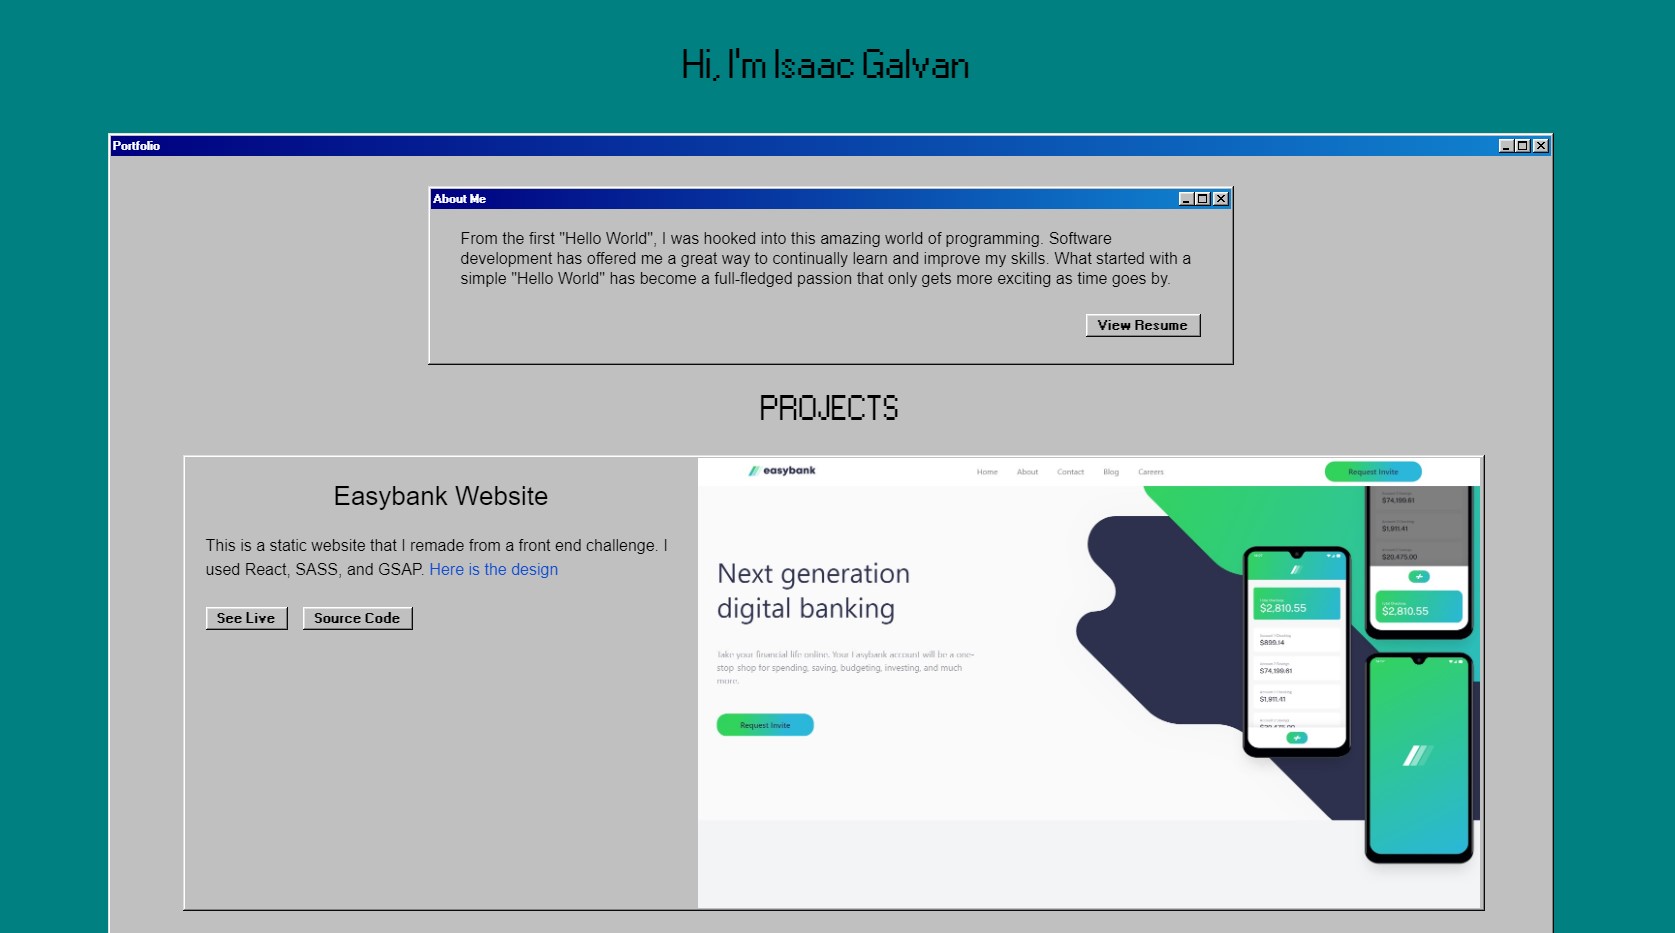 Hi, I'm Isaac Galvan
Portfolio
About Me
From the first "Hello World", I was hooked into this amazing world of programming. Software
development has offered me a great way to continually learn and improve my skills. What started with a
simple "Hello World" has become a full-fledged passion that only gets more exciting as time goes by.
View Resume
PROJECTS
Easybank Website
This is a static website that I remade from a front end challenge. I
used React, SASS, and GSAP. Here is the design
See Live
Source Code
easybank
Home
About
Contact
Blog
Careers
Request Invite
Next generation
digital banking
Take your financial life online. Your Easybank account will be a one-
stop shop for spending, saving, budgeting, investing, and much
more.
Request Invite
$2,810.55
$899.14
$74,199.81
$1,911.41
$20,475.00
$74,199.81
$1,911.41
$20,475.00
$2,810.55